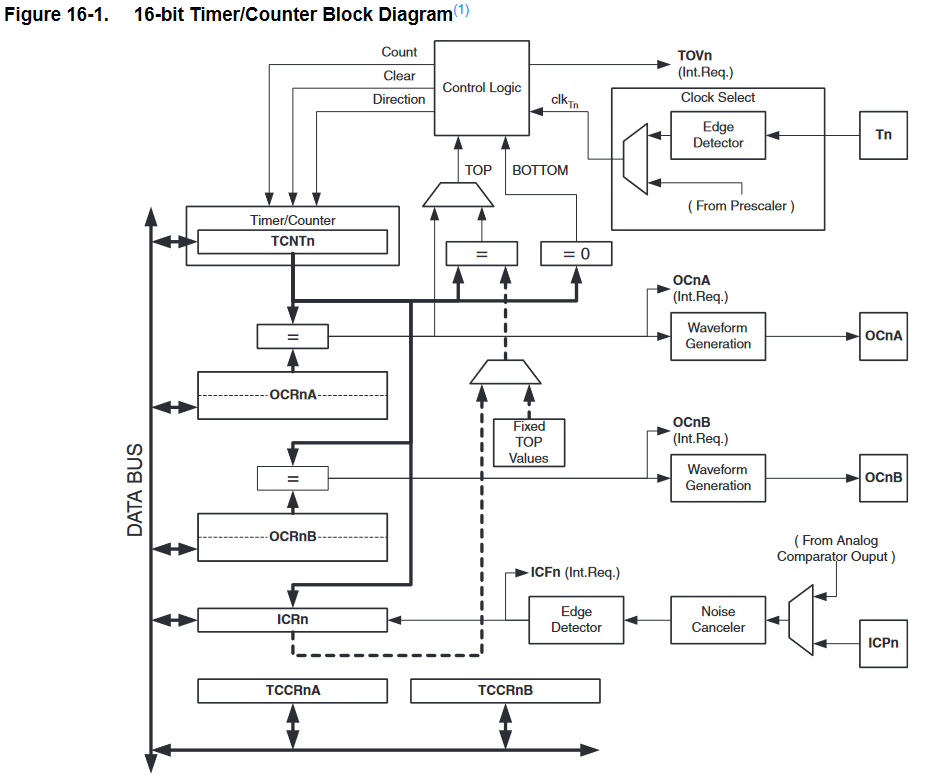 Figure 16-1. 16-bit Timer/Counter Block Diagram(1)
Count
Clear
Direction
Control Logic
TOVn
(Int.Req.)
clkTn
Clock Select
Edge
Detector
Tn
( From Prescaler )
TOP
BOTTOM
Timer/Counter
TCNTn
=
= 0
OCnA
(Int.Req.)
=
Waveform
Generation
OCnA
OCRnA
Fixed
TOP
Values
OCnB
(Int.Req.)
DATA BUS
=
Waveform
Generation
OCnB
OCRnB
( From Analog
Comparator Ouput )
ICFn (Int.Req.)
ICRn
Edge
Detector
Noise
Canceler
ICPn
TCCRnA
TCCRnB